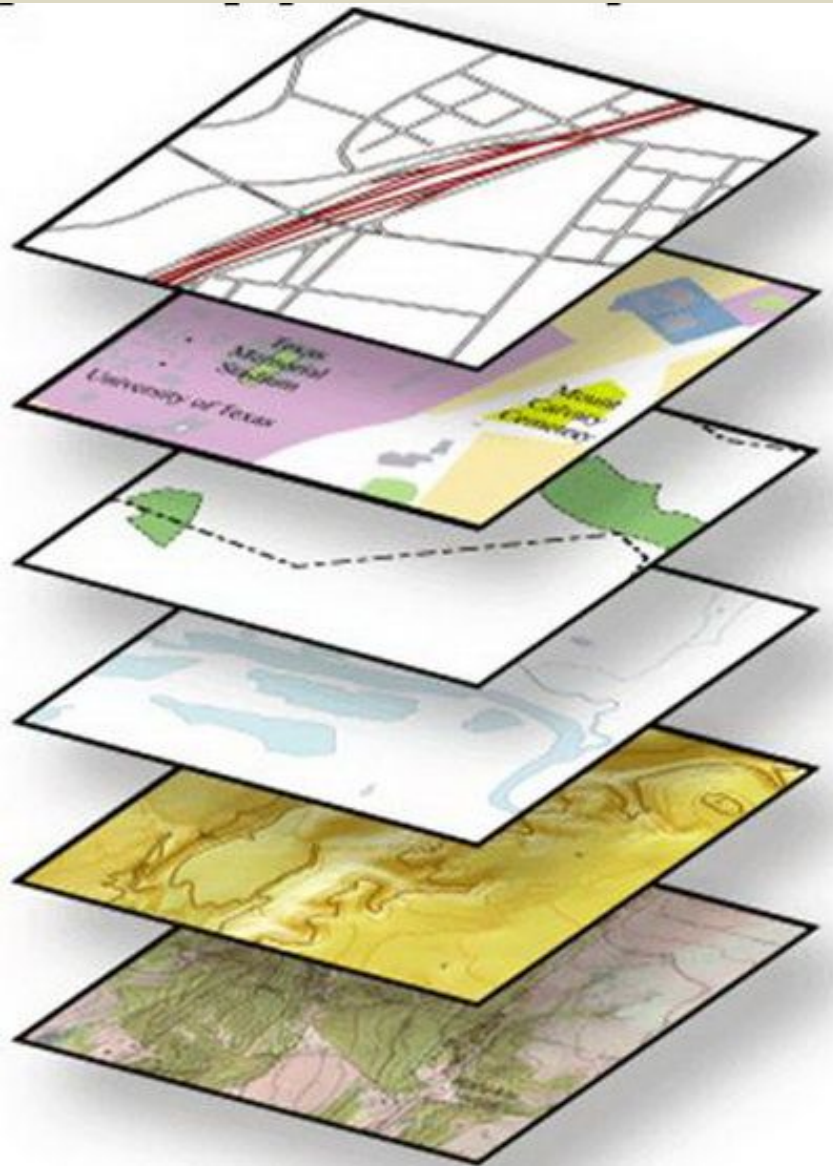 Texas
Memorial
Stadium
University of Texas
Mount
Calvary
Cemetery